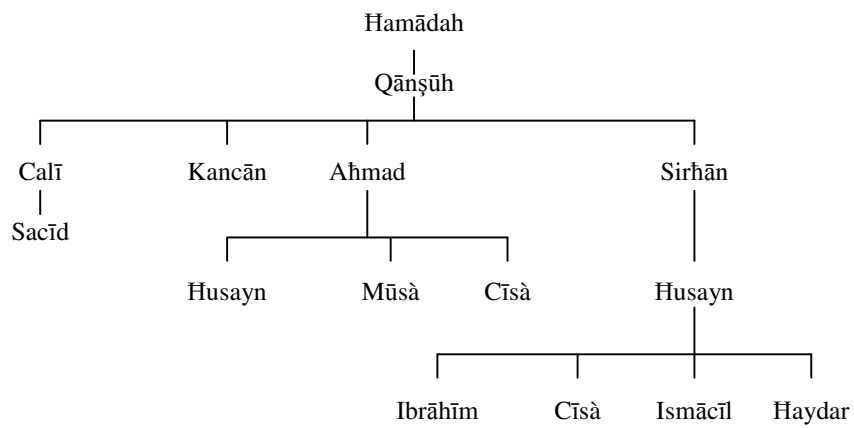 Ħamādah
Qānşūh
Calī Kancān Aħmad Sirħān
Sacīd
Ħusayn Mūsà Cīsà Ħusayn
Ibrāhīm Cīsà Ismācīl Ħaydar